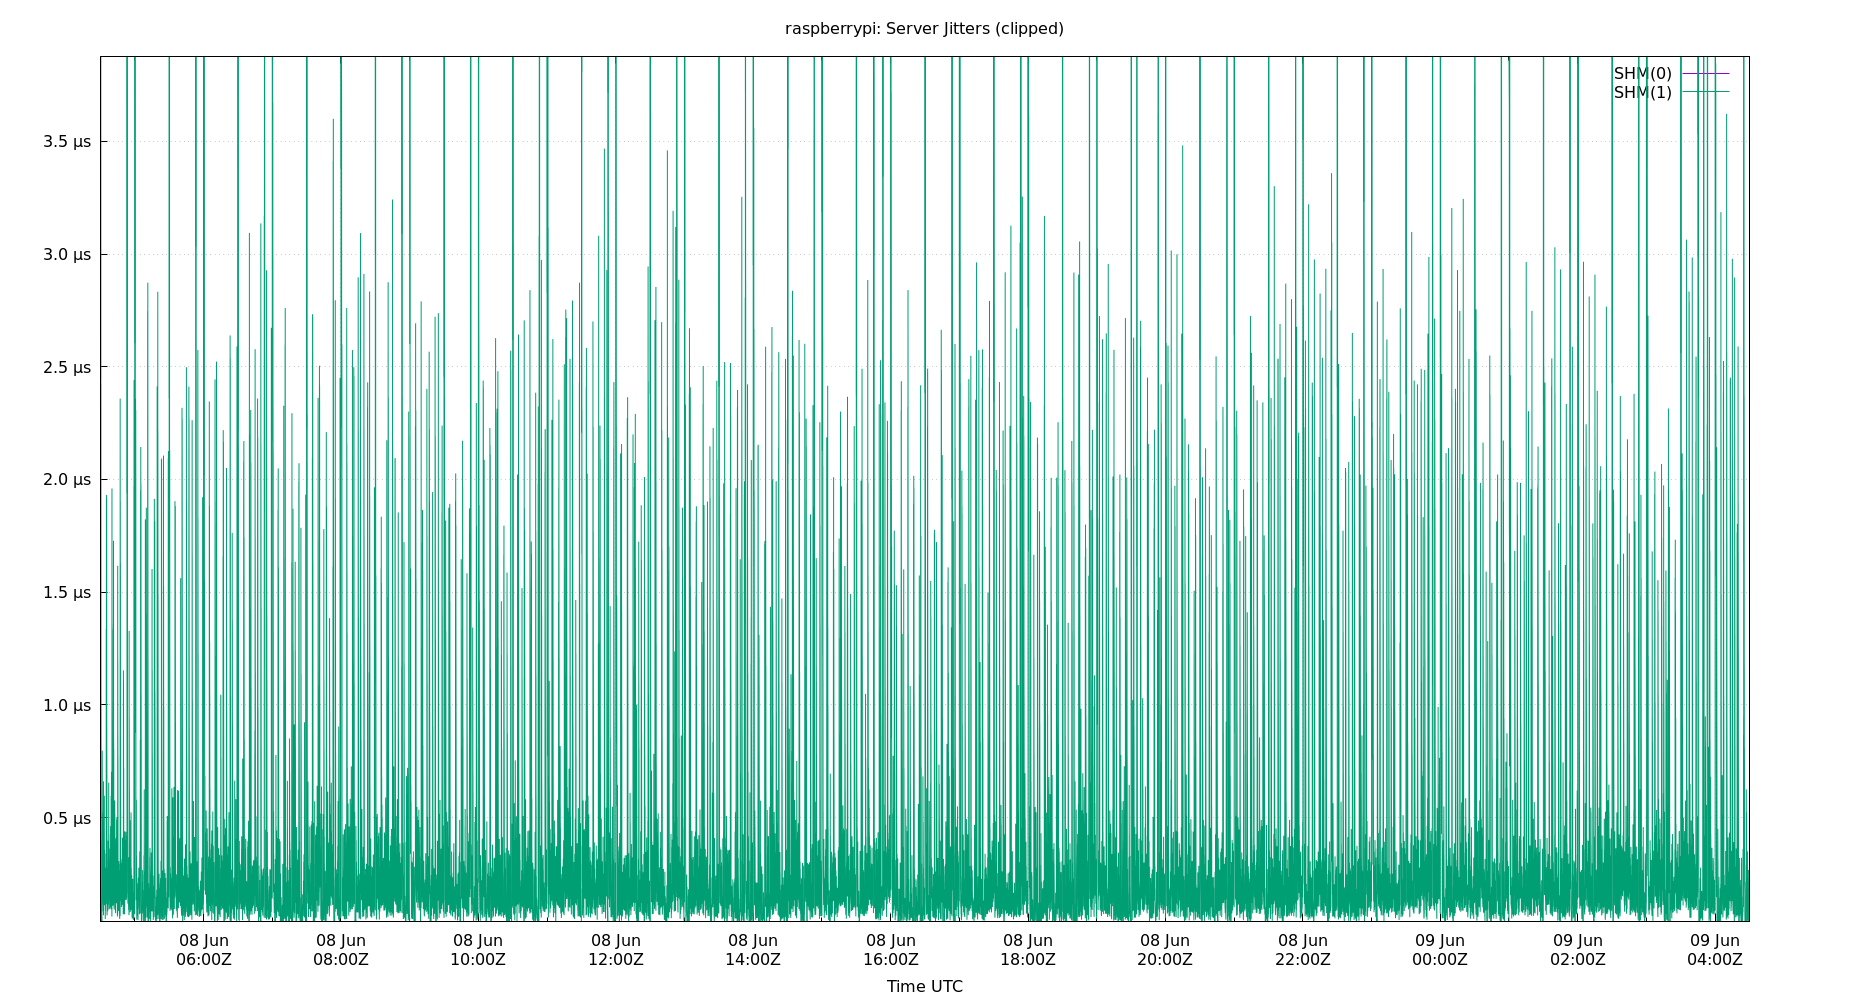 raspberrypi: Server Jitters (clipped)
SHM(0)
SHM(1)
3.5 µs
3.0 µs
2.5 µs
2.0 µs
1.5 µs
1.0 µs
0.5 µs
08 Jun 08 Jun 08 Jun 08 Jun 08 Jun 08 Jun 08 Jun 08 Jun 08 Jun 09 Jun 09 Jun 09 Jun
06:00Z 08:00Z 10:00Z 12:00Z 14:00Z 16:00Z 18:00Z 20:00Z 22:00Z 00:00Z 02:00Z 04:00Z
Time UTC